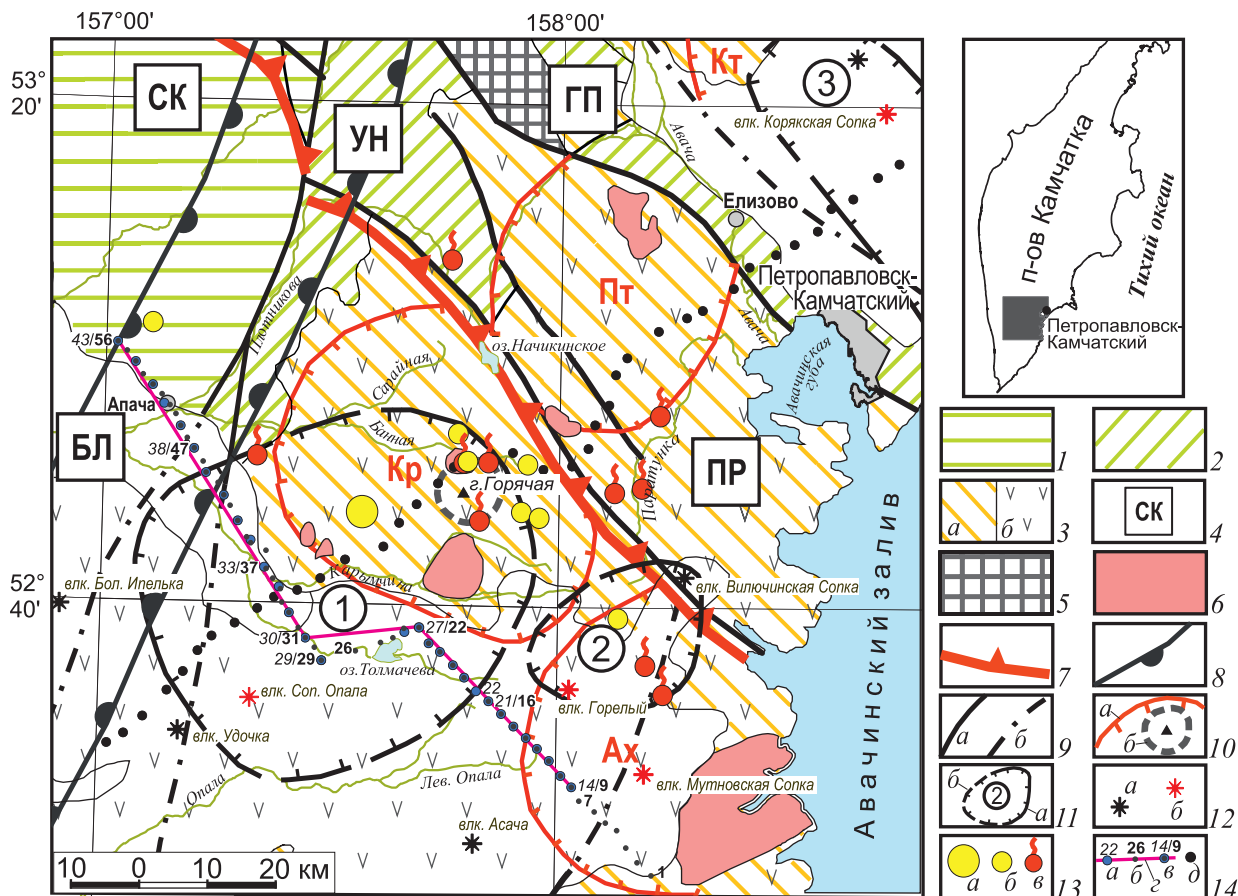 157°00'
158°00'
53°
20'
СК
УН
ГП
Кт
3
влк. Корякская Сопка
Авача
Елизово
Петропавловск-
Камчатский
Пт
Плотникова
оз.Начикинское
Авача
Авачинская
губа
43/56
Сарайная
Апача
Банная
БЛ
38/47
Кр
г.Горячая
Паратунка
ПР
33/37
Карымчина
52°
40'
влк. Бол. Ипелька
влк. Вилючинская Сопка
1
30/31
27/22
2
26
29/29
оз.Толмачева
22
21/16
влк. Соп. Опала
влк. Горелый
влк. Удочка
Ах
Опала
Лев. Опала
14/9
влк. Мутновская Сопка
7
влк. Асача
1
Авачинский залив
10 0 10 20 км
п-ов Камчатка
Тихий океан
Петропавловск-
Камчатский
1
2
а б 3
СК 4
5
6
7
8
а б 9
а б 10
б 2 а 11
а б 12
а б в 13
22 26 14/9
а б г в д 14